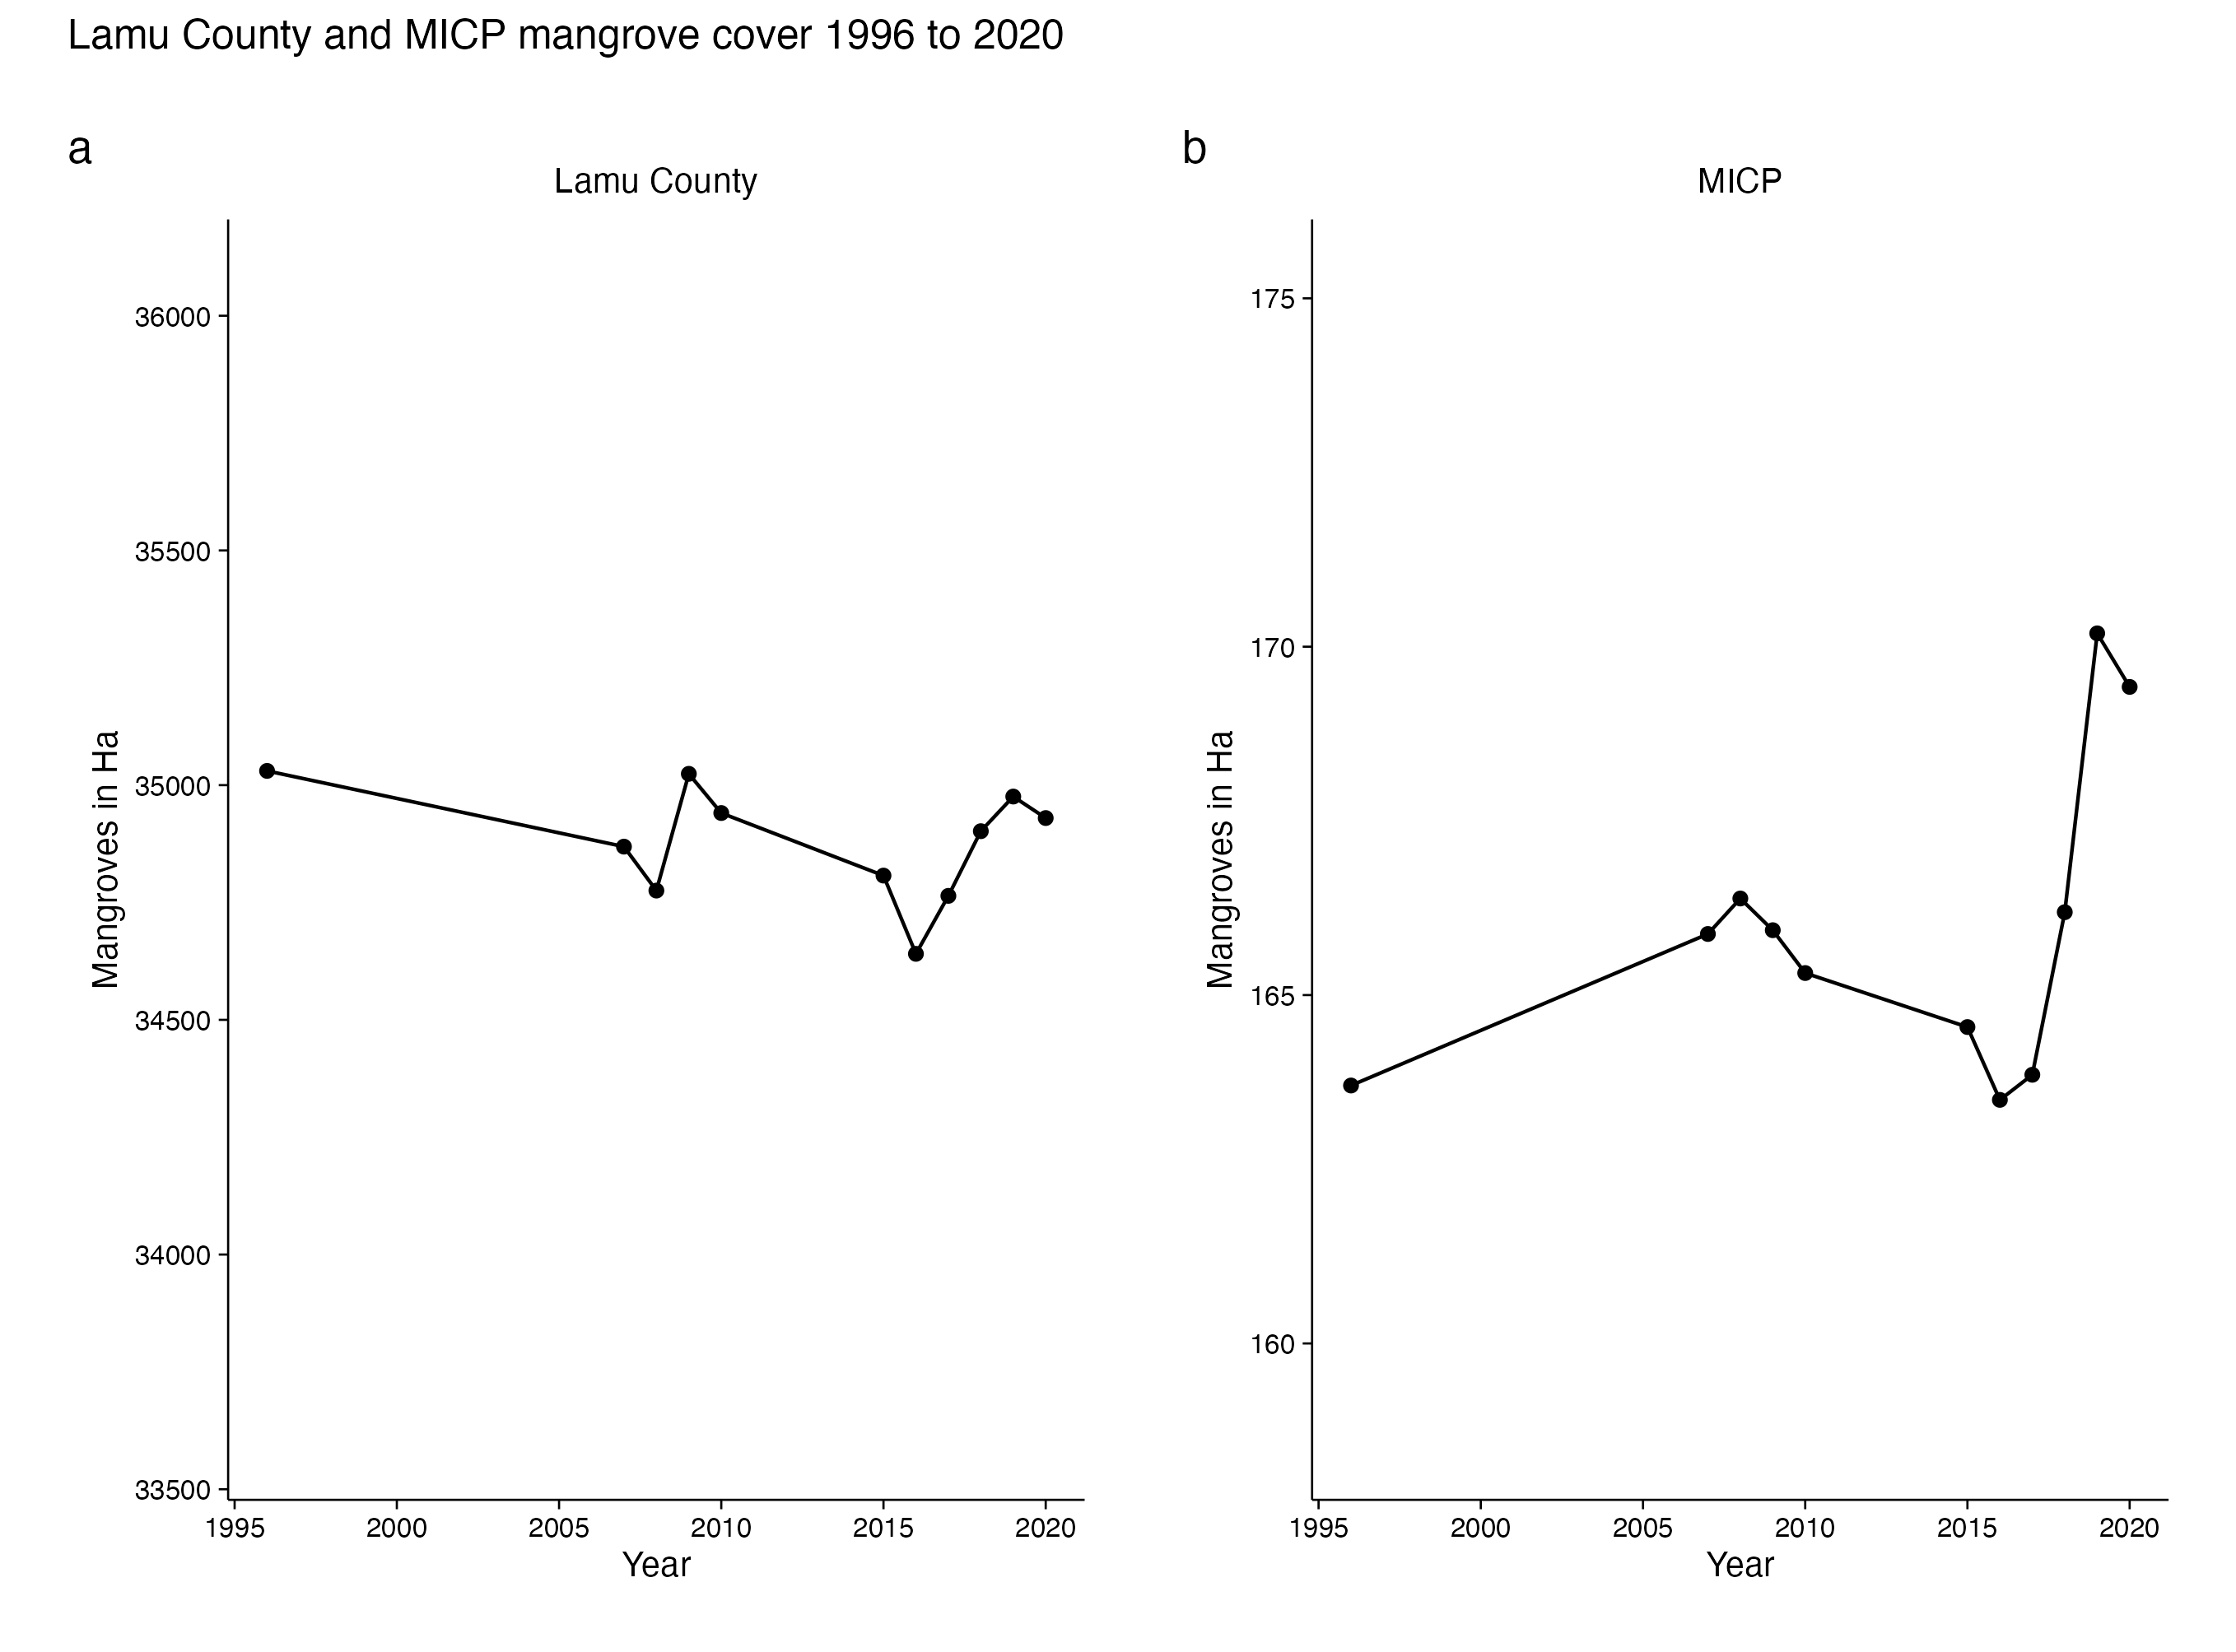 Lamu County and MICP mangrove cover 1996 to 2020
a
Lamu County
Mangroves in Ha
36000
35500
35000
34500
34000
33500
1995 2000 2005 2010 2015 2020
Year
b
MICP
Mangroves in Ha
175
170
165
160
1995 2000 2005 2010 2015 2020
Year